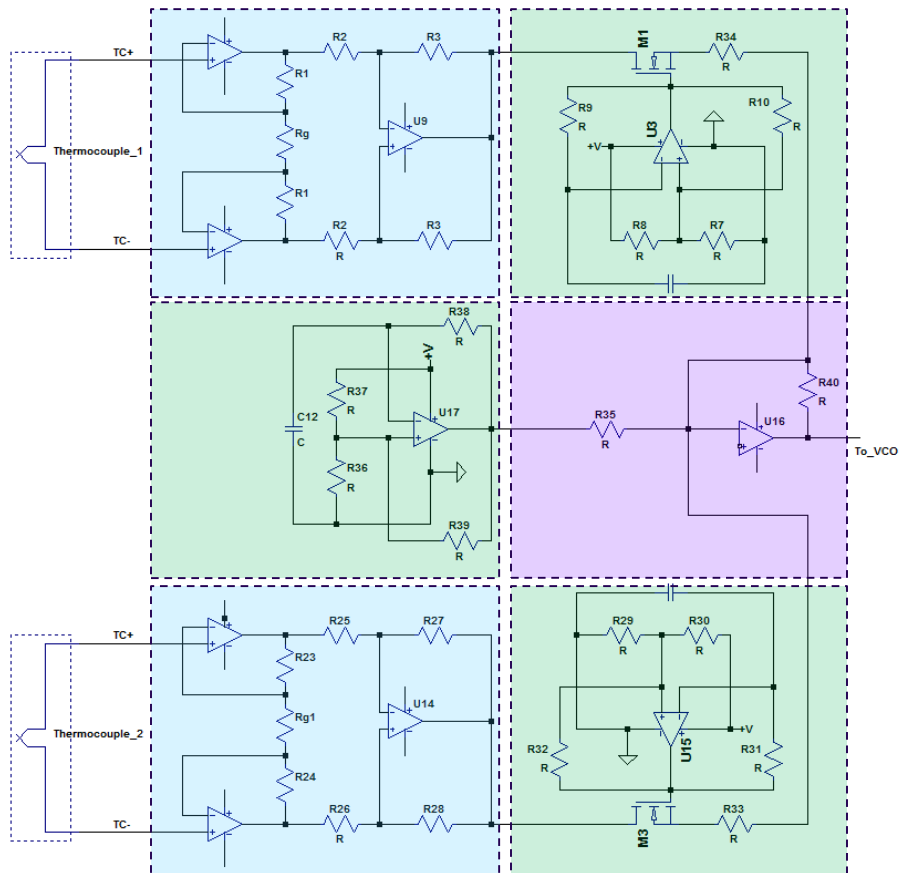 TC+
R2
R3
M1
R34
R
R1
R9
R
R10
R
U9
U3
Rg
+V
Thermocouple_1
R1
R8
R
R7
R
TC-
R2
R
R3
R38
R
+V
R37
R
R40
R
C12
C
U17
R35
R
U16
To_VCO
R36
R
R39
R
TC+
R25
R27
R29
R
R30
R
R23
U14
Rg1
Thermocouple_2
+V
R32
R
U15
R31
R
R24
TC-
R26
R
R28
M3
R33
R